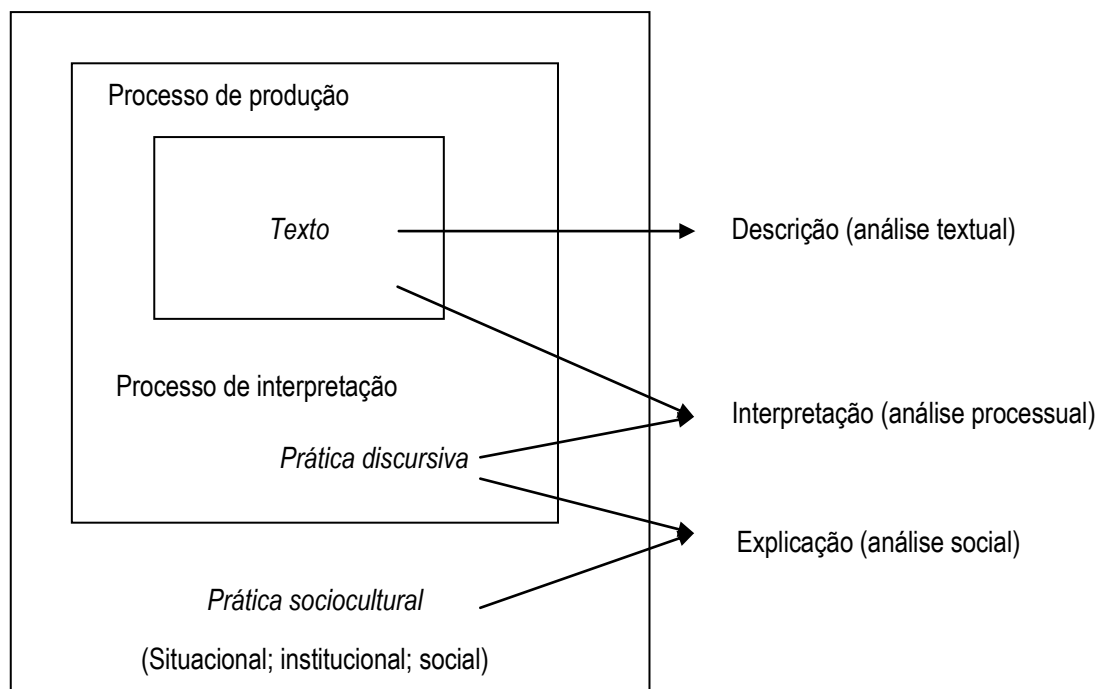 Processo de produção
Texto
Descrição (análise textual)
Processo de interpretação
Interpretação (análise processual)
Prática discursiva
Explicação (análise social)
Prática sociocultural
(Situacional; institucional; social)